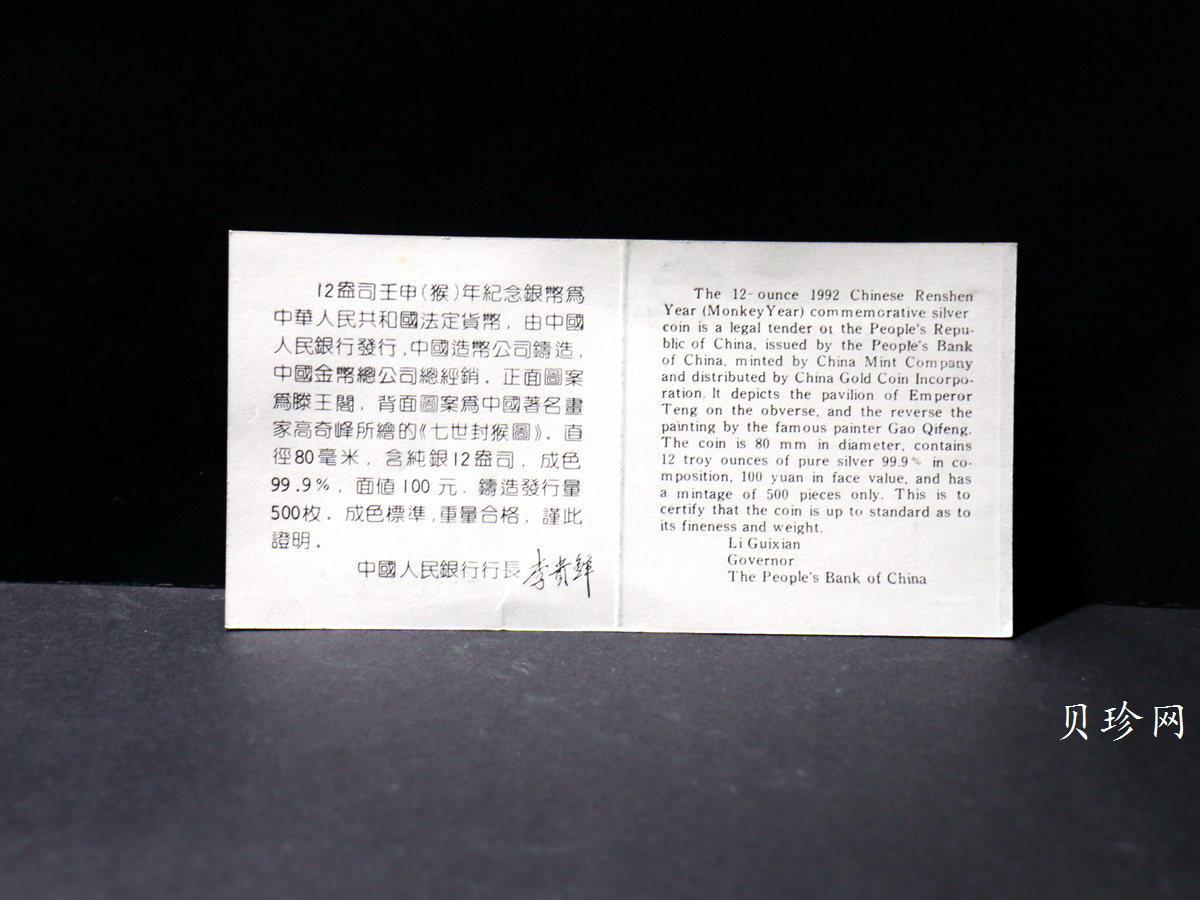 12盎司壬申(猴)年紀念銀幣爲
中華人民共和國法定貨幣，由中國
人民銀行發行,中國造幣公司鑄造，
中國金幣總公司總經銷．正面圖案
爲滕王閣，背面圖案爲中國著名畫
家高奇峰所繪的《七世封猴圖》．直
徑80毫米，含純銀12盎司，成色
99.9%，面值100元，鑄造發行量
500枚．成色標準,重量合格，謹此
證明．
中國人民銀行行長 李貴鮮
The 12-ounce 1992 Chinese Renshen
Year (Monkey Year) commemorative silver
coin is a legal tender of the People's Repu-
blic of China, issued by the People's Bank
of China, minted by China Mint Company
and distributed by China Gold Coin Incorpo-
ration. It depicts the pavilion of Emperor
Teng on the obverse, and the reverse the
painting by the famous painter Gao Qifeng.
The coin is 80 mm in diameter, contains
12 troy ounces of pure silver 99.9% in co-
mposition, 100 yuan in face value, and has
a mintage of 500 pieces only. This is to
certify that the coin is up to standard as to
its fineness and weight.
Li Guixian
Governor
The People's Bank of China
贝珍网